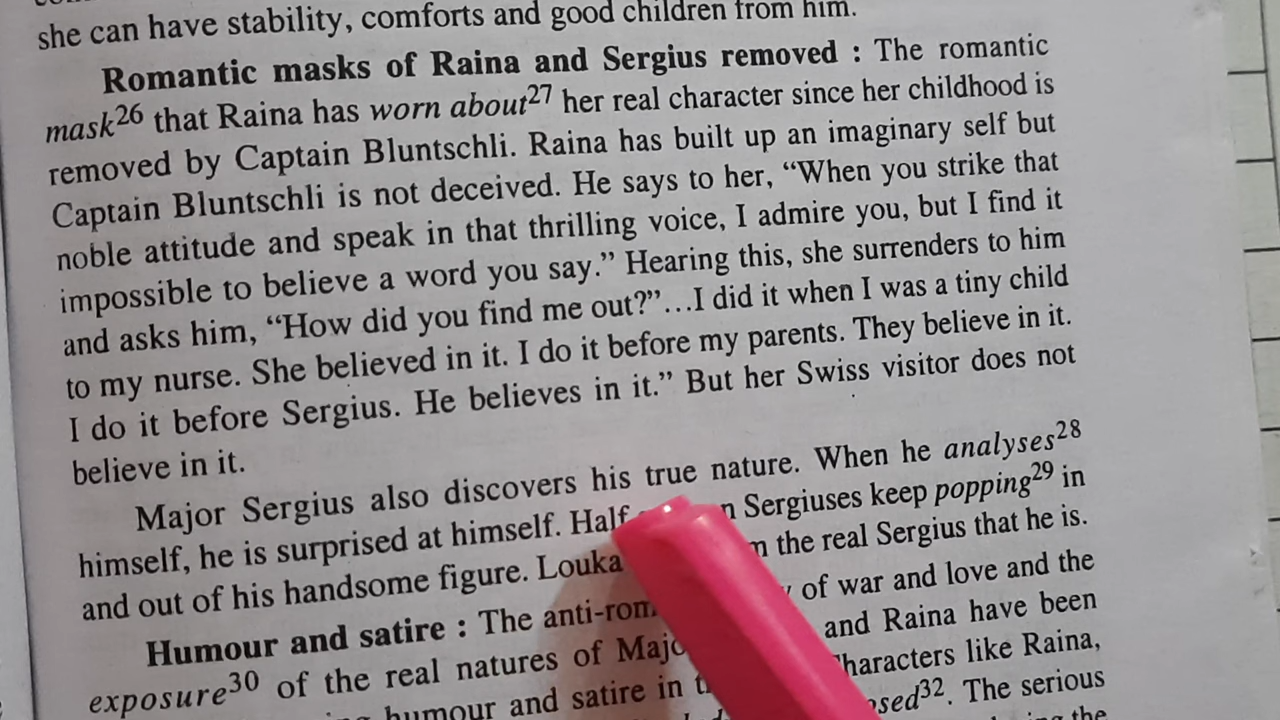 she can have stability, comforts and good children from him.
Romantic masks of Raina and Sergius removed : The romantic
mask26 that Raina has worn about27 her real character since her childhood is
removed by Captain Bluntschli. Raina has built up an imaginary self but
Captain Bluntschli is not deceived. He says to her, “When you strike that
noble attitude and speak in that thrilling voice, I admire you, but I find it
impossible to believe a word you say.” Hearing this, she surrenders to him
and asks him, “How did you find me out?”...I did it when I was a tiny child
to my nurse. She believed in it. I do it before my parents. They believe in it.
I do it before Sergius. He believes in it.” But her Swiss visitor does not
believe in it.
Major Sergius also discovers his true nature. When he analyses28
himself, he is surprised at himself. Half Sergiuses keep popping29 in
and out of his handsome figure. Louka the real Sergius that he is.
Humour and satire : The of war and love and the
exposure30 of the real natures of and Raina have been
humour and satire in characters like Raina,
The serious
the